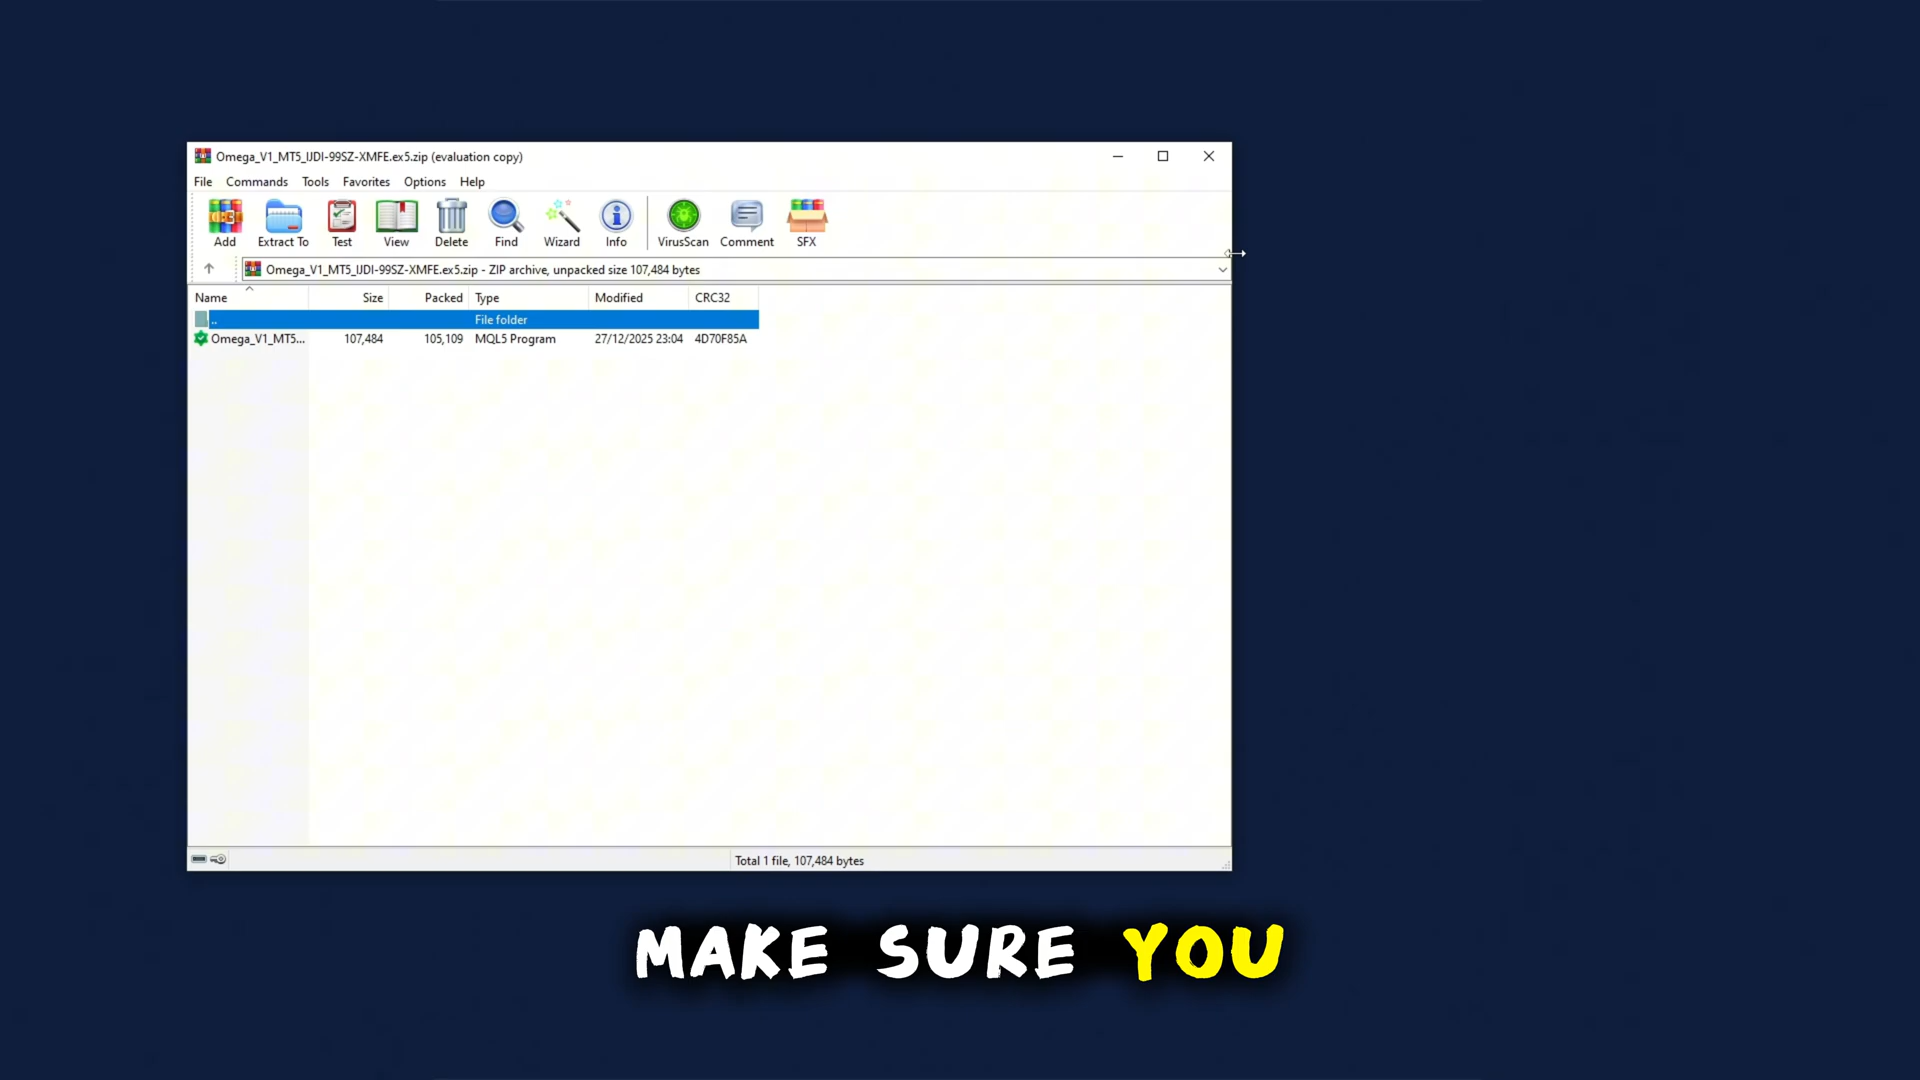 Omega_V1_MT5_IJDI-99SZ-XMFE.ex5.zip (evaluation copy)
File Commands Tools Favorites Options Help
Add Extract To Test View Delete Find Wizard Info VirusScan Comment SFX
Omega_V1_MT5_IJDI-99SZ-XMFE.ex5.zip - ZIP archive, unpacked size 107,484 bytes
Name Size Packed Type Modified CRC32
.. File folder
Omega_V1_MT5... 107,484 105,109 MQL5 Program 27/12/2025 23:04 4D70F85A
Total 1 file, 107,484 bytes
MAKE SURE YOU